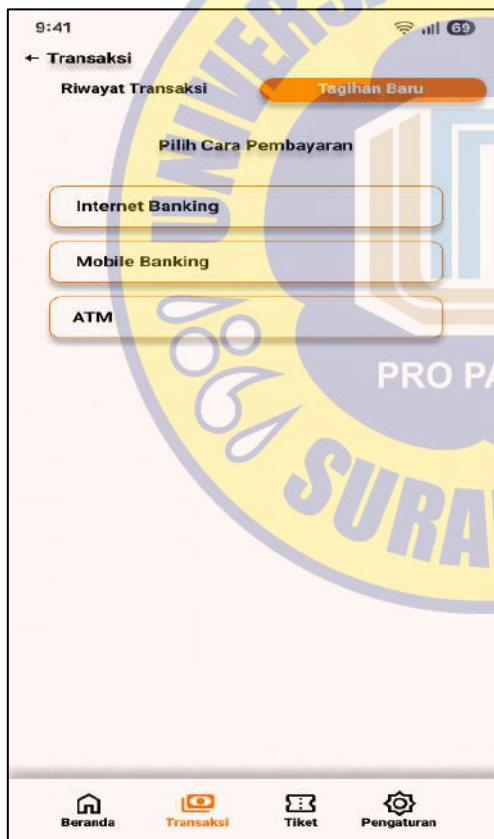 9:41
69
← Transaksi
Riwayat Transaksi Tagihan Baru
Pilih Cara Pembayaran
Internet Banking
Mobile Banking
ATM
PRO PA
SURA
Beranda Transaksi Tiket Pengaturan